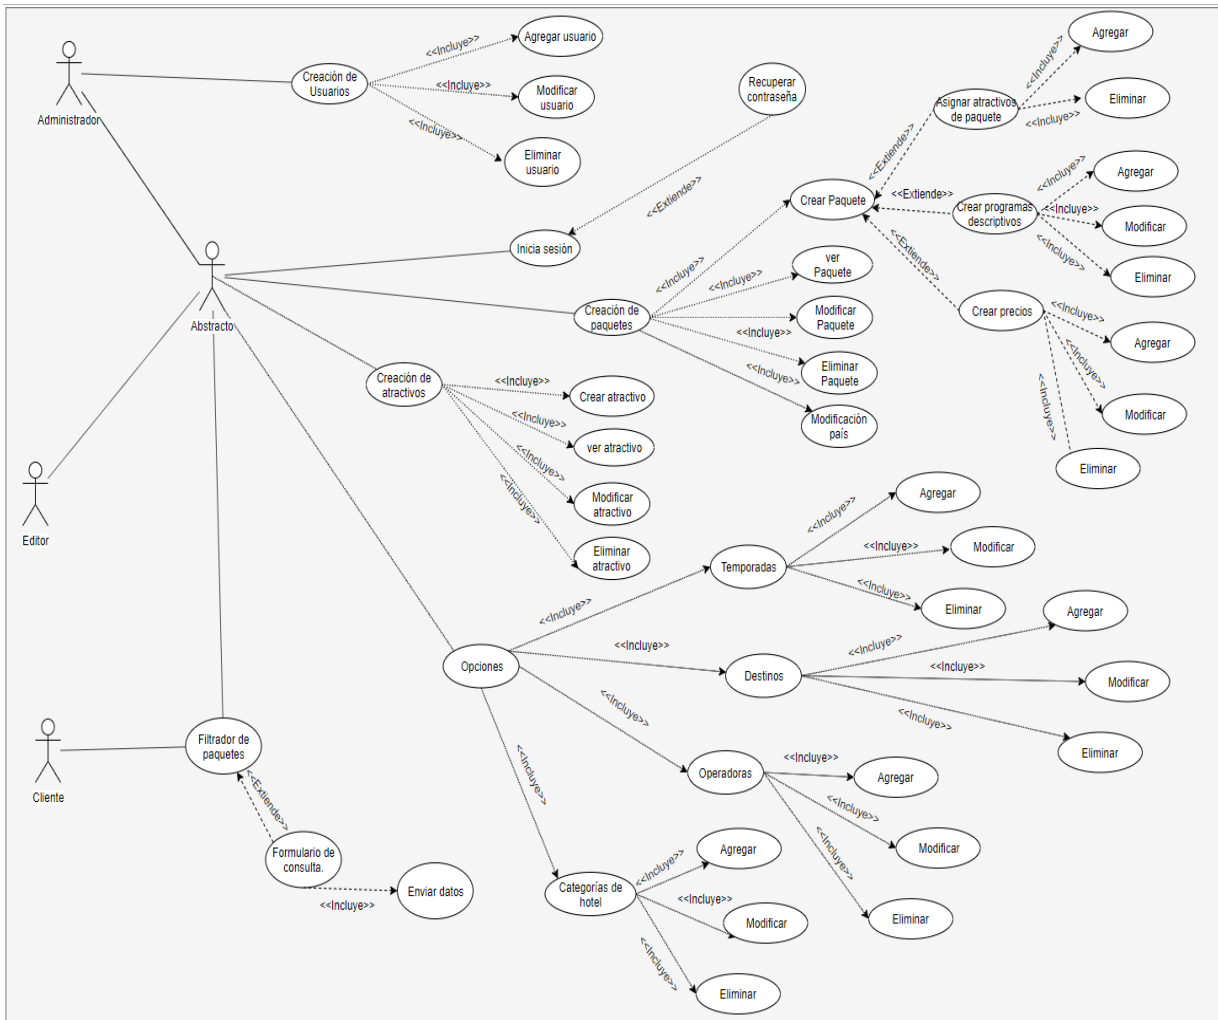 Administrador
Creación de
Usuarios
<<Incluye>>
Agregar usuario
<<Incluye>>
Modificar
usuario
<<Incluye>>
Eliminar
usuario
Recuperar
contraseña
<<Extiende>>
Inicia sesión
Abstracto
Editor
Cliente
Creación de
paquetes
<<Incluye>>
Crear Paquete
<<Incluye>>
ver
Paquete
Modificar
Paquete
<<Incluye>>
Eliminar
Paquete
<<Incluye>>
Modificación
país
<<Extiende>>
Asignar atractivos
de paquete
<<Incluye>>
Agregar
<<Incluye>>
Eliminar
<<Extiende>>
Crear programas
descriptivos
<<Incluye>>
Agregar
<<Incluye>>
Modificar
<<Incluye>>
Eliminar
<<Extiende>>
Crear precios
<<Incluye>>
Agregar
<<Incluye>>
Modificar
<<Incluye>>
Eliminar
Creación de
atractivos
<<Incluye>>
Crear atractivo
<<Incluye>>
ver atractivo
<<Incluye>>
Modificar
atractivo
<<Incluye>>
Eliminar
atractivo
Opciones
<<Incluye>>
Temporadas
<<Incluye>>
Agregar
<<Incluye>>
Modificar
<<Incluye>>
Eliminar
<<Incluye>>
Destinos
<<Incluye>>
Agregar
<<Incluye>>
Modificar
<<Incluye>>
Eliminar
<<Incluye>>
Operadoras
<<Incluye>>
Agregar
<<Incluye>>
Modificar
<<Incluye>>
Eliminar
<<Incluye>>
Categorías de
hotel
<<Incluye>>
Agregar
<<Incluye>>
Modificar
<<Incluye>>
Eliminar
Filtrador de
paquetes
<<Extiende>>
Formulario de
consulta.
<<Incluye>>
Enviar datos